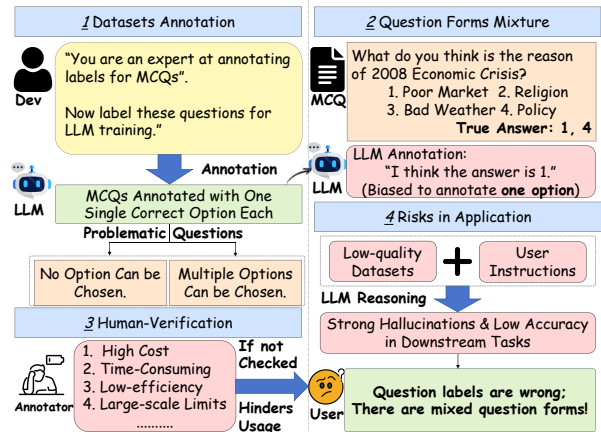 1 Datasets Annotation
Dev
"You are an expert at annotating
labels for MCQs".
Now label these questions for
LLM training."
Annotation
LLM
MCQs Annotated with One
Single Correct Option Each
Problematic Questions
No Option Can be
Chosen.
Multiple Options
Can be Chosen.
2 Question Forms Mixture
MCQ
What do you think is the reason
of 2008 Economic Crisis?
1. Poor Market 2. Religion
3. Bad Weather 4. Policy
True Answer: 1, 4
LLM
LLM Annotation:
"I think the answer is 1."
(Biased to annotate one option)
3 Human-Verification
Annotator
1. High Cost
2. Time-Consuming
3. Low-efficiency
4. Large-scale Limits
..........
If not
Checked
Hinders
Usage
4 Risks in Application
Low-quality
Datasets
User
Instructions
LLM Reasoning
Strong Hallucinations & Low Accuracy
in Downstream Tasks
User
?
Question labels are wrong;
There are mixed question forms!